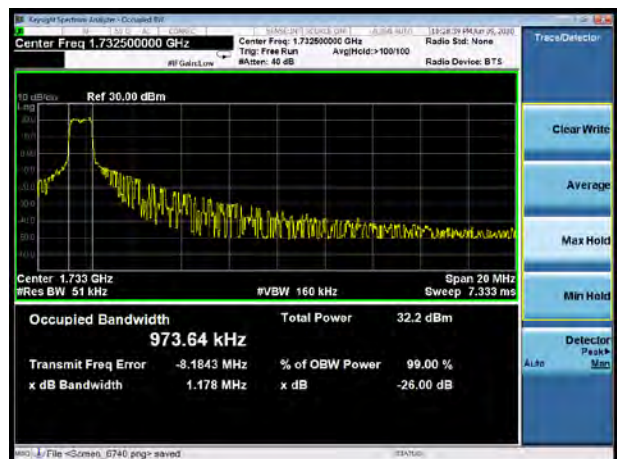 Keysight Spectrum Analyzer - Occupied BW
Center Freq 1.732500000 GHz
#IFGain:Low
Center Freq: 1.732500000 GHz
Trig: Free Run Avg|Hold:>100/100
#Atten: 40 dB
Radio Std: None
Radio Device: BTS
10 dB/div Ref 30.00 dBm
Log
Center 1.733 GHz
Span 20 MHz
#Res BW 51 kHz
#VBW 160 kHz
Sweep 7.333 ms
Occupied Bandwidth
973.64 kHz
Total Power 32.2 dBm
Transmit Freq Error -8.1843 MHz
% of OBW Power 99.00 %
x dB Bandwidth 1.178 MHz
x dB -26.00 dB
File <Screen_6740.png> saved
STATUS
Trace/Detector
Clear Write
Average
Max Hold
Min Hold
Detector
Peak
Auto Man